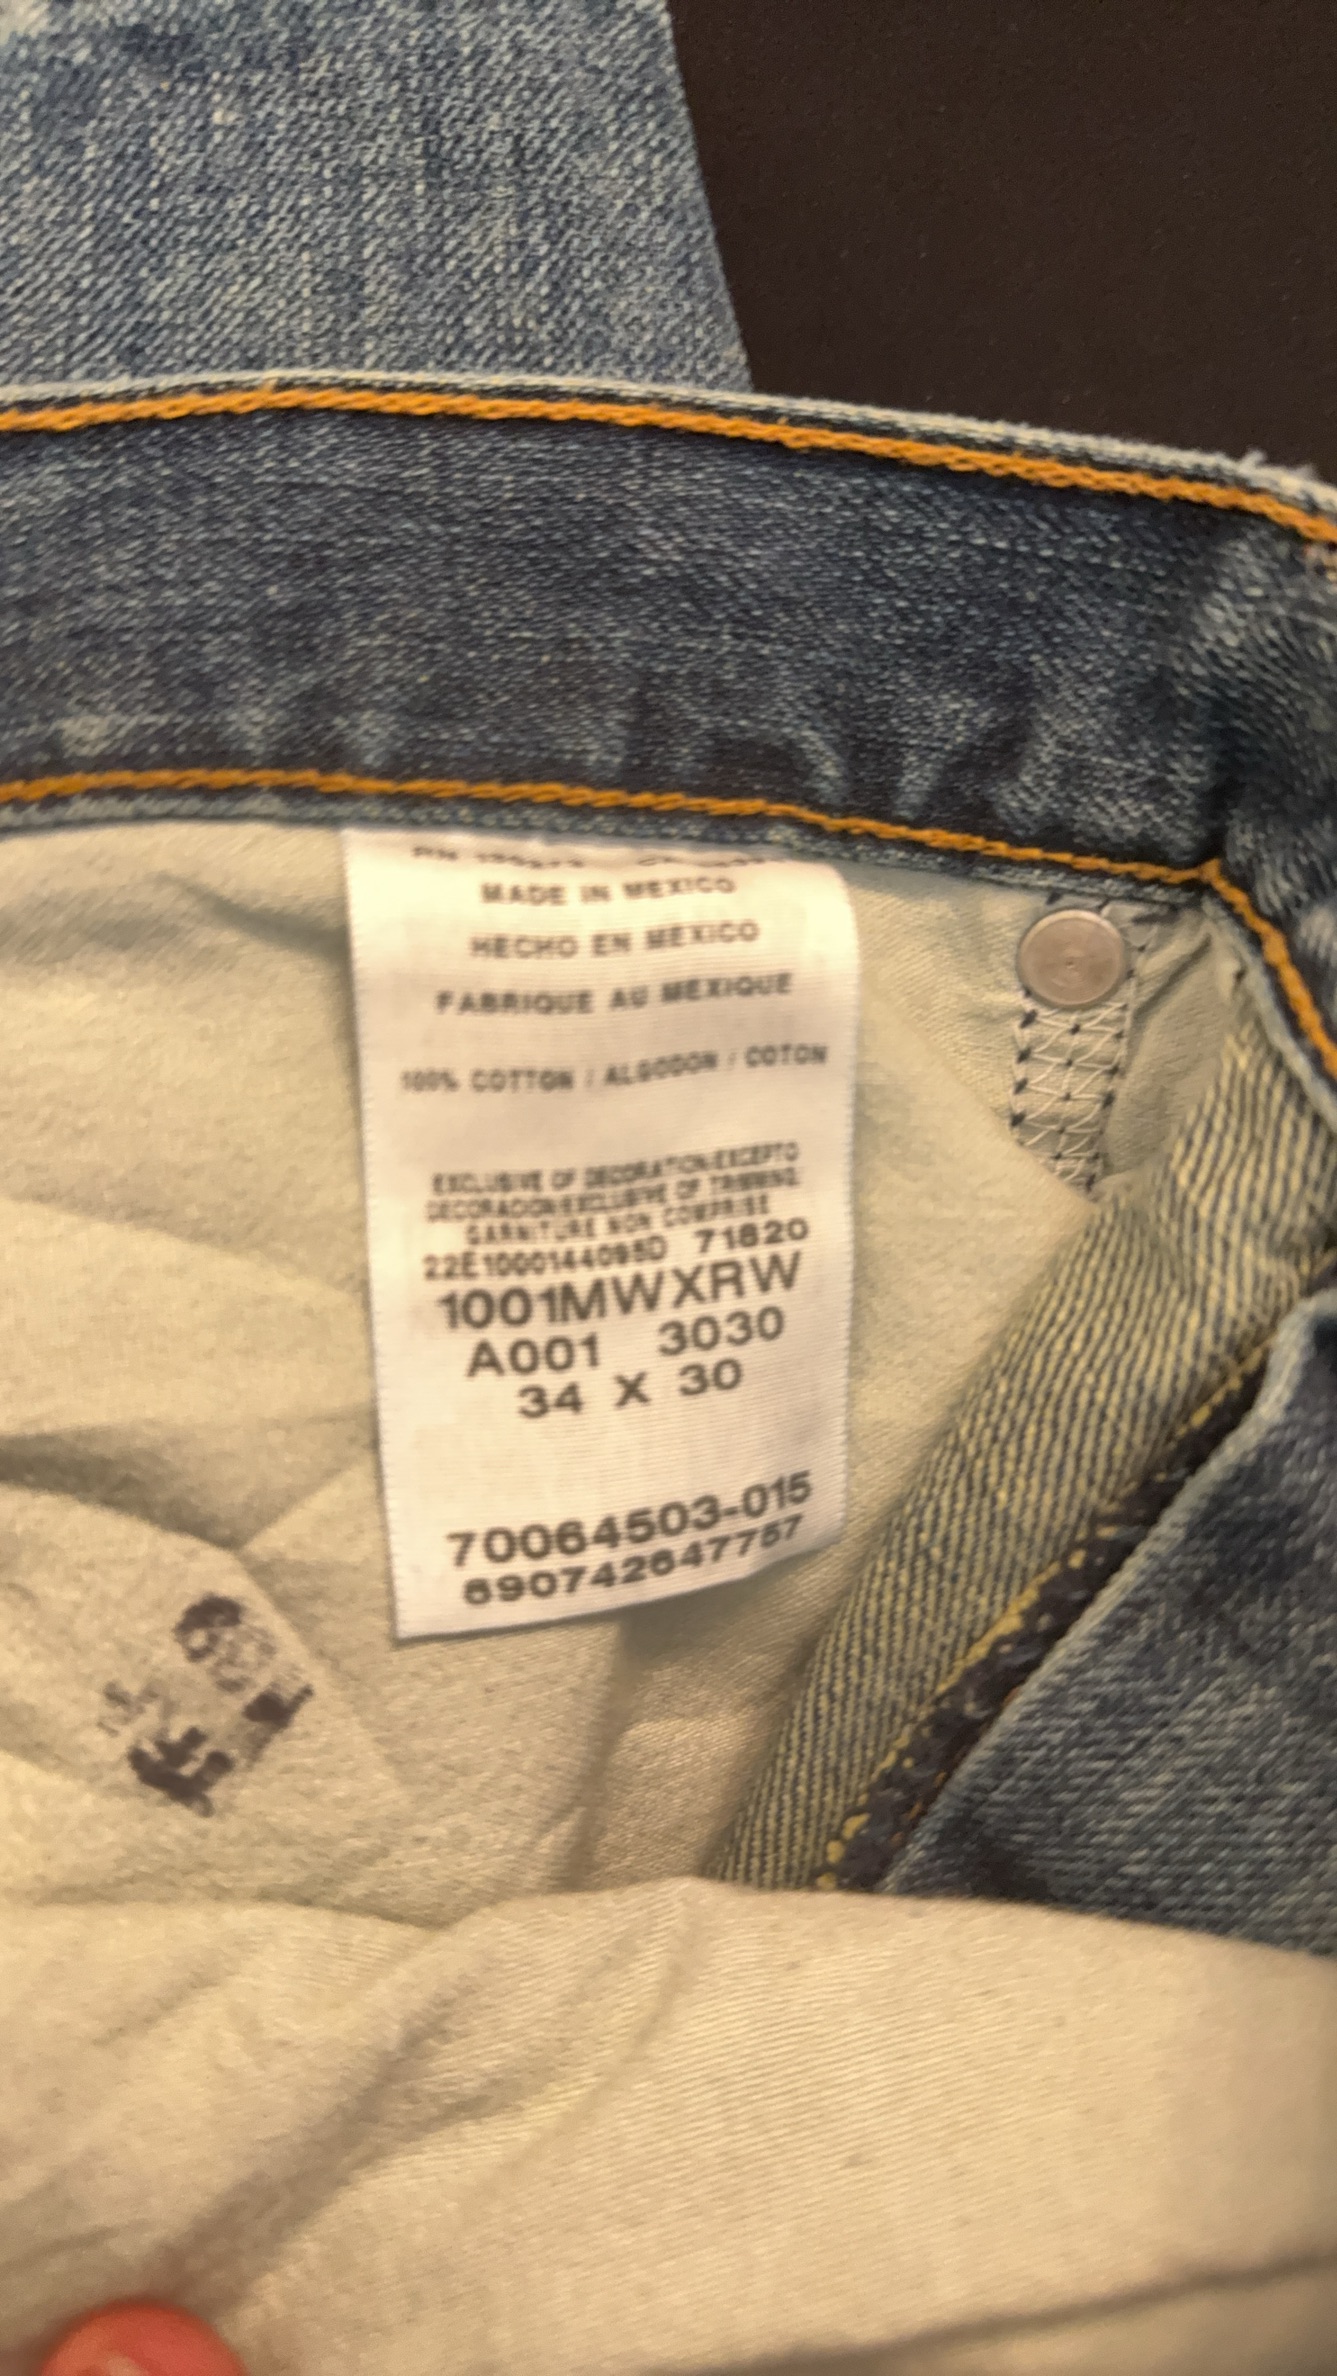 MADE IN MEXICO
HECHO EN MEXICO
FABRIQUE AU MEXIQUE
100% COTTON / ALGODON / COTON
EXCLUSIVE OF DECORATION/EXCEPTO
DECORACION/EXCLUSIVE OF TRIMMING
GARNITURE NON COMPRISE
71820
1001MWXRW
A001 3030
34 X 30
70064503-015
690742647757